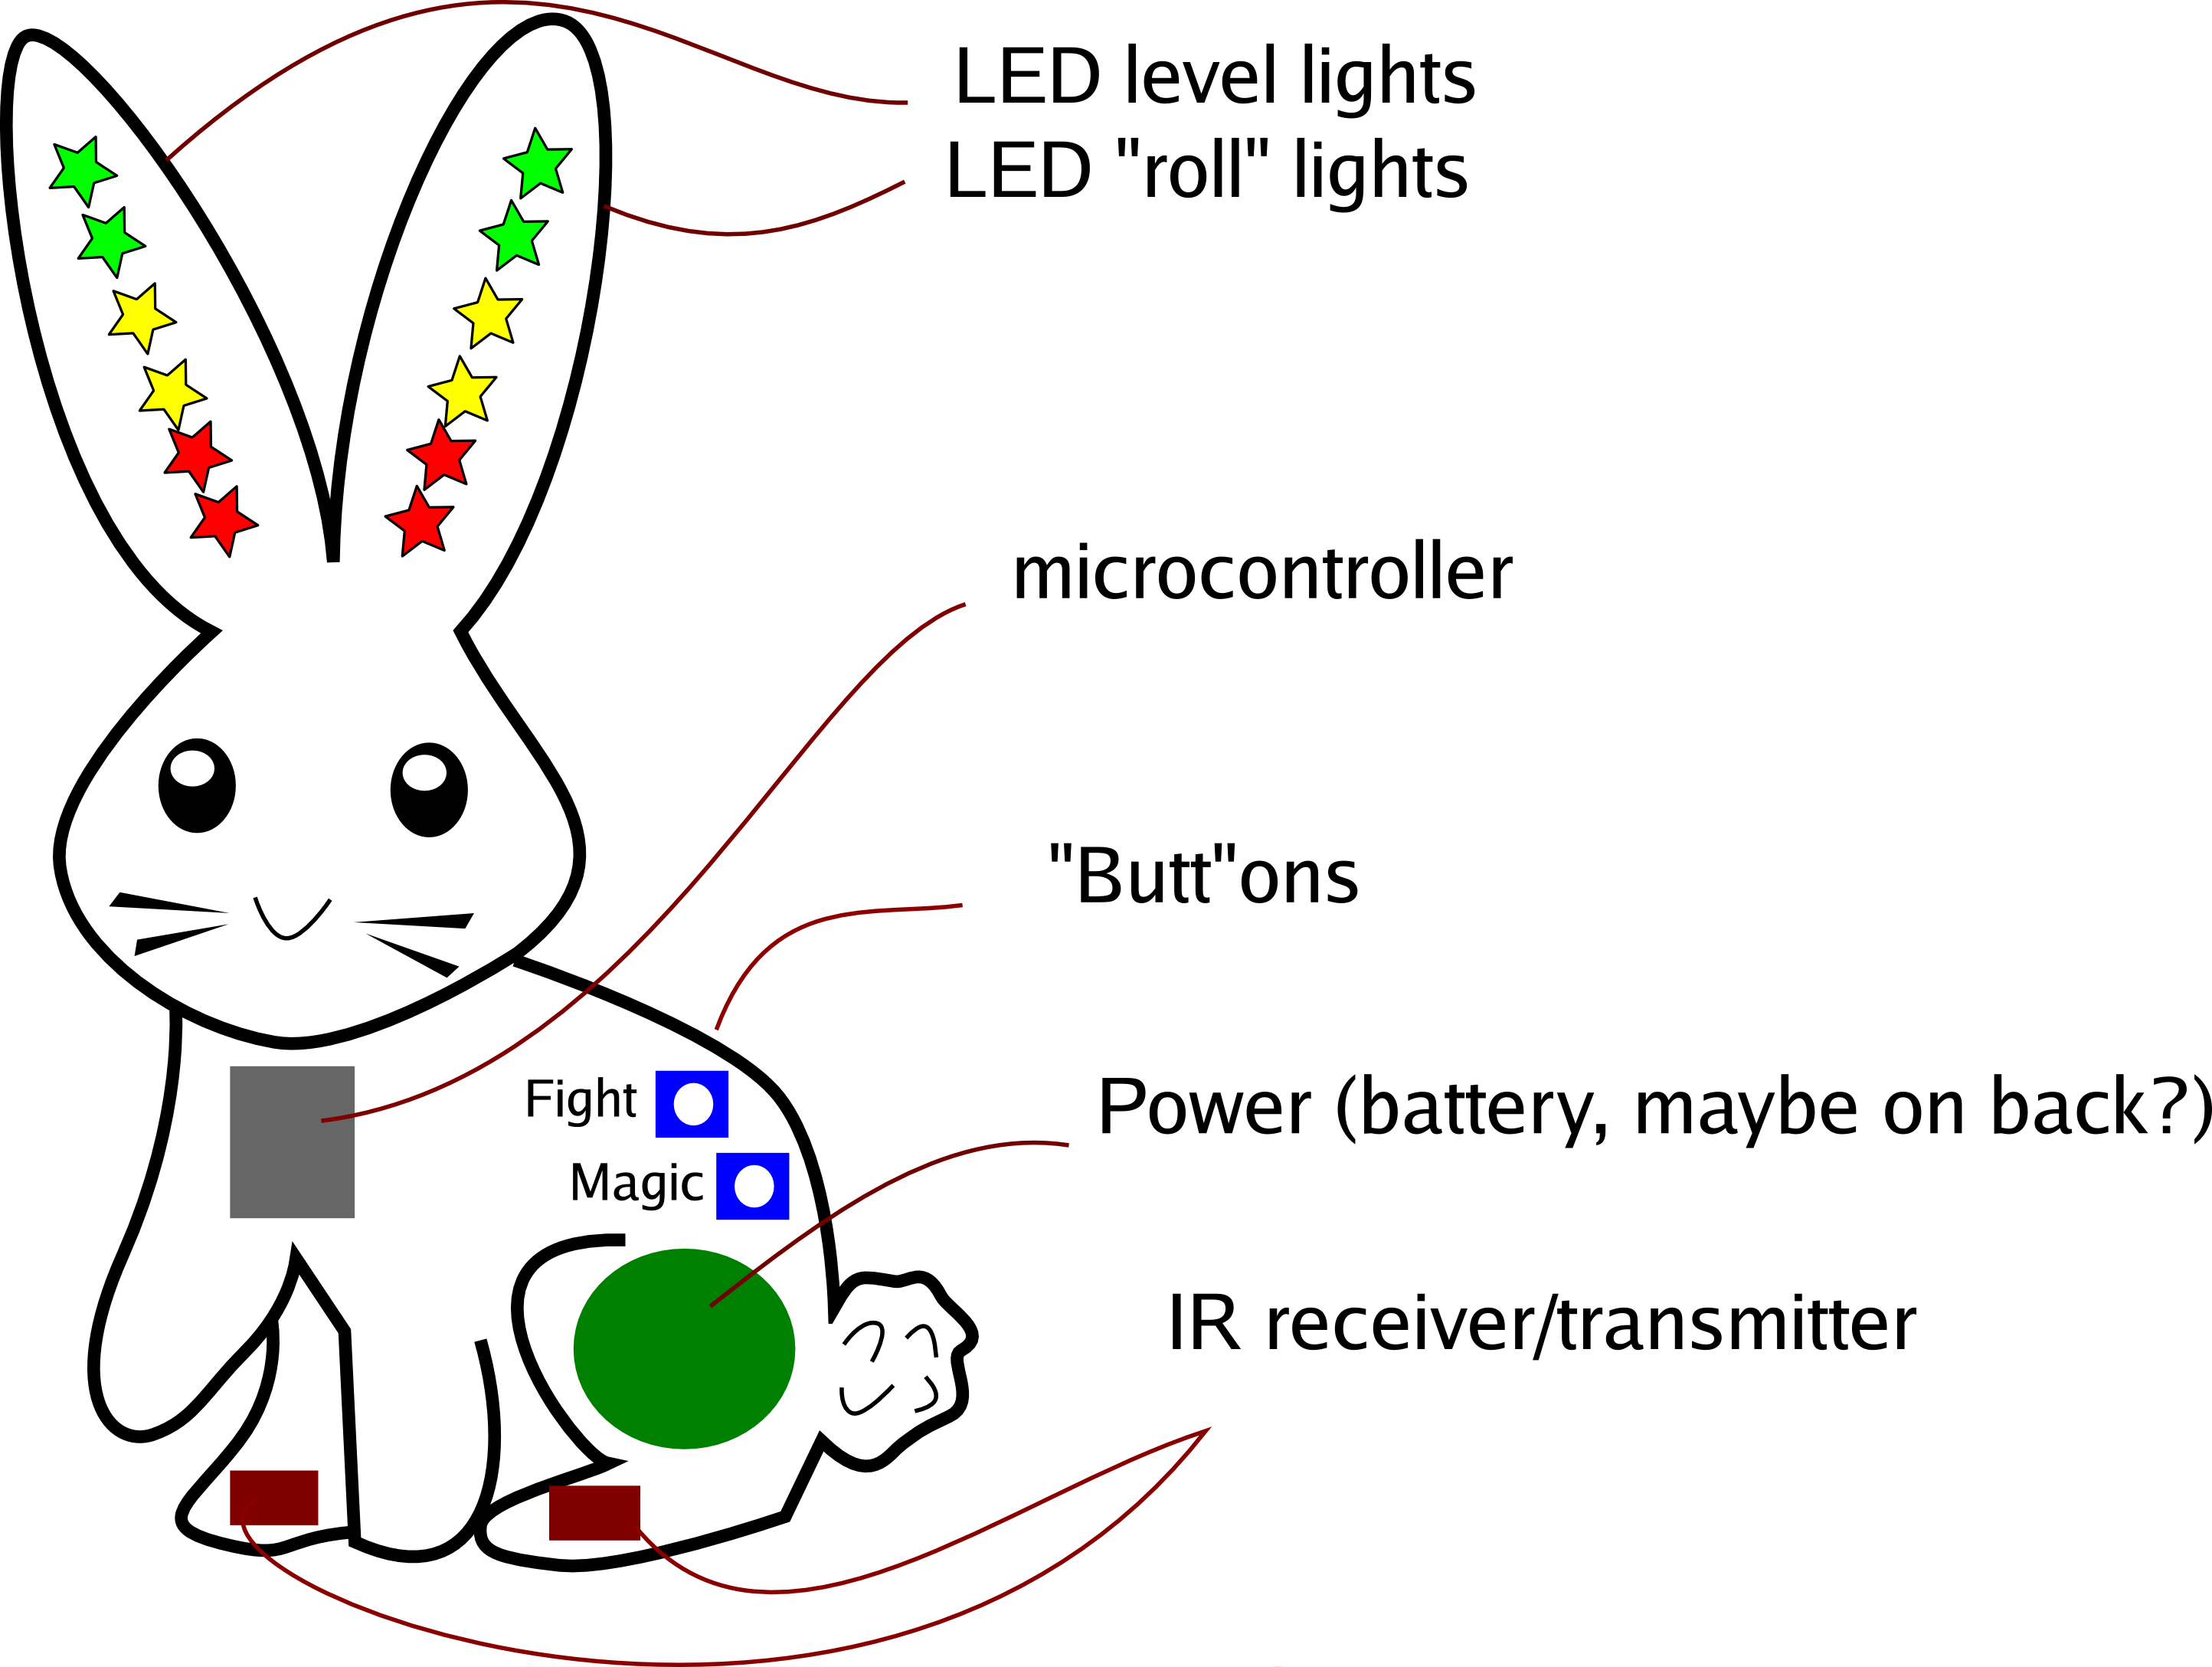 LED level lights
LED "roll" lights
microcontroller
"Butt"ons
Fight
Power (battery, maybe on back?)
Magic
IR receiver/transmitter